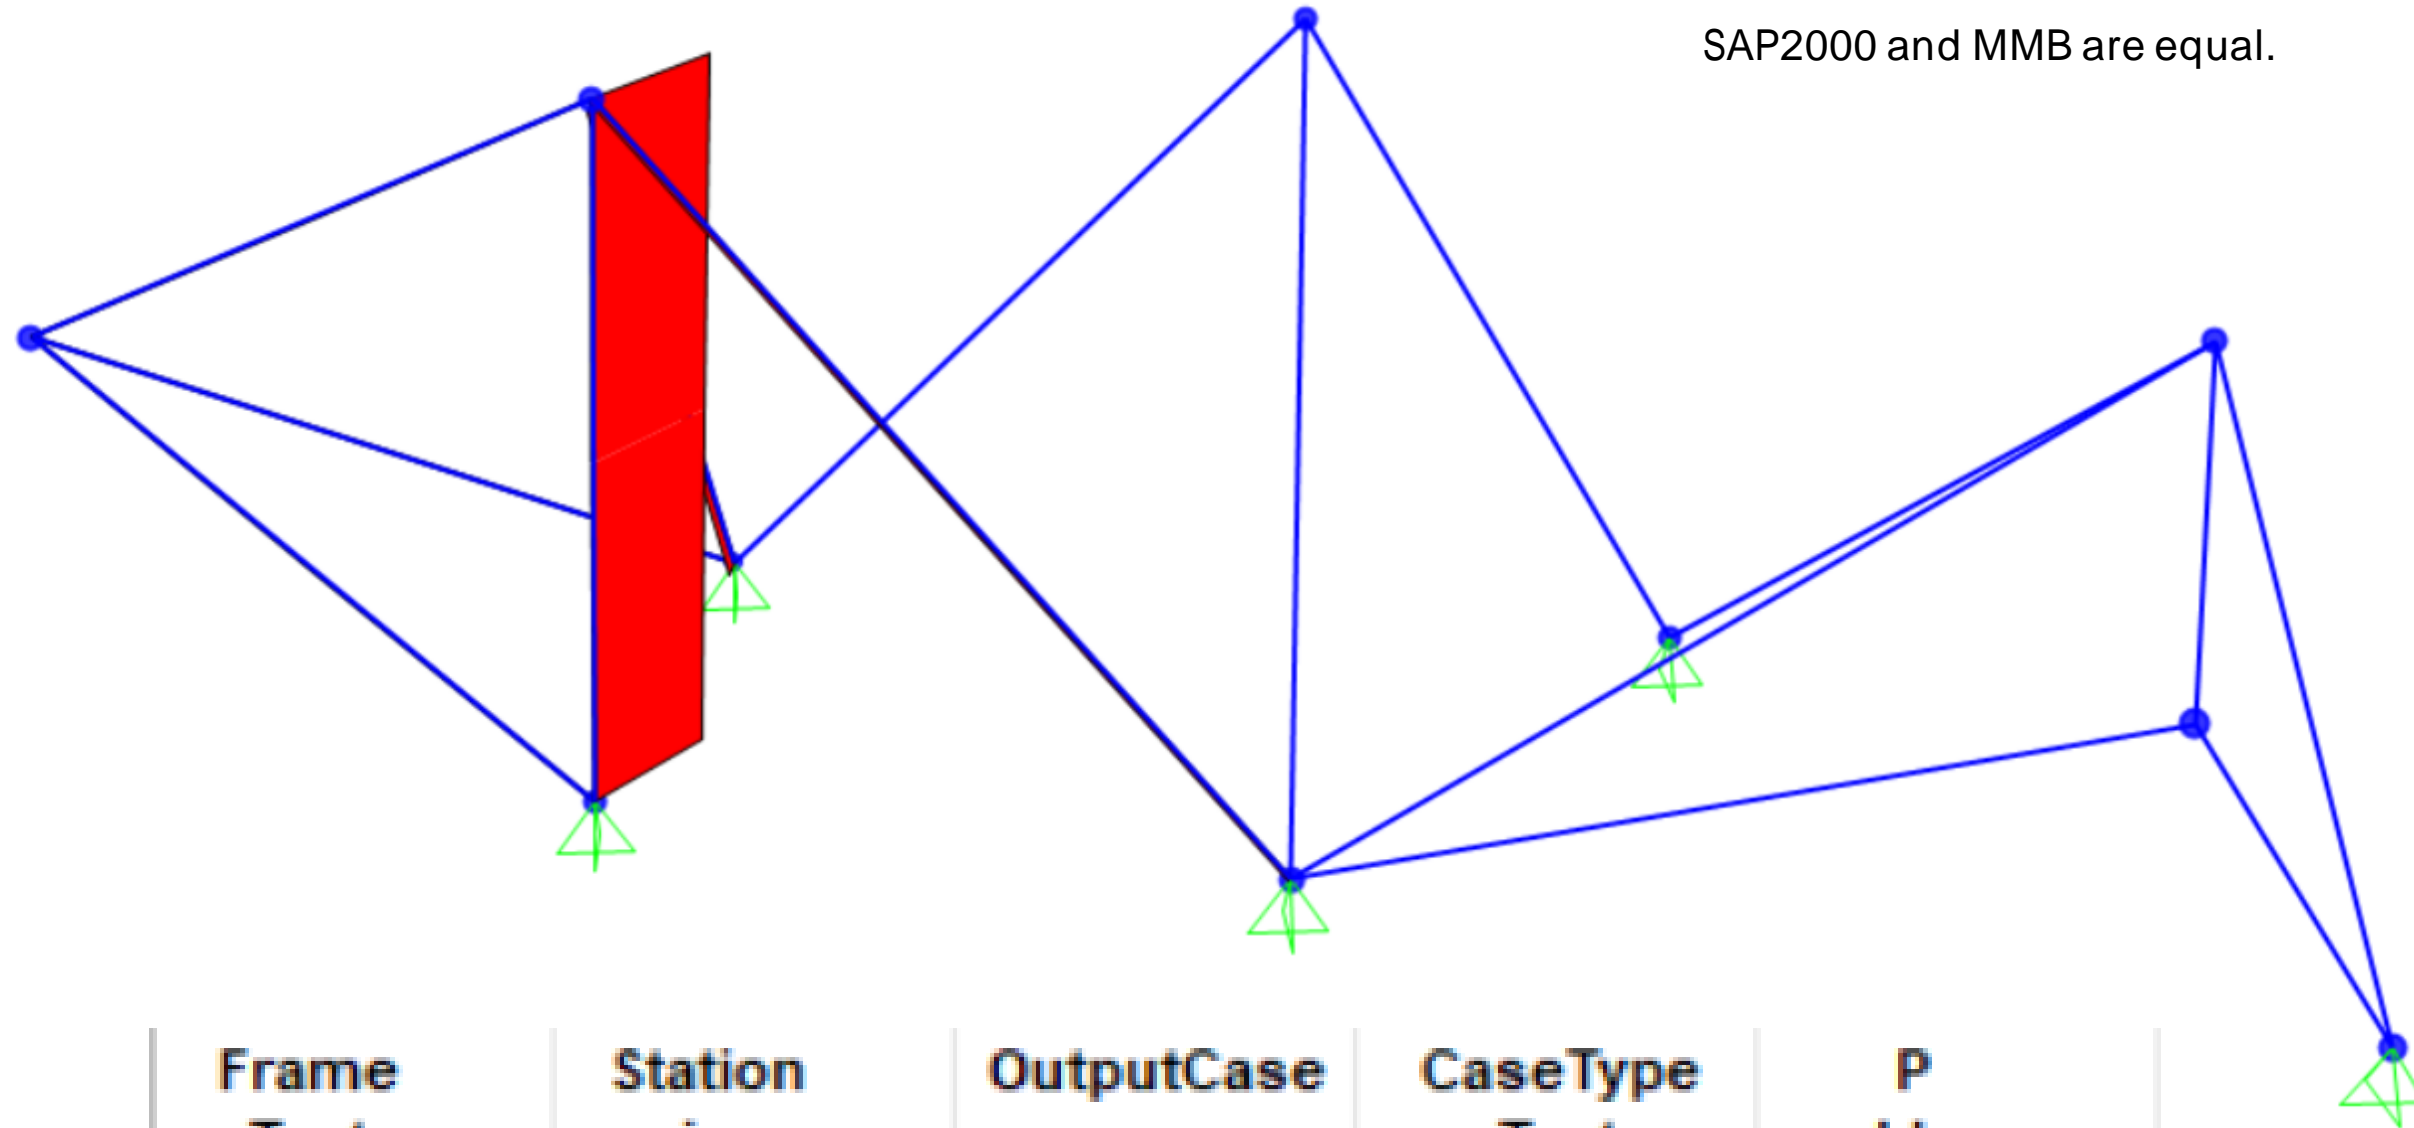 SAP2000 and MMB are equal.
Frame Station OutputCase CaseType P